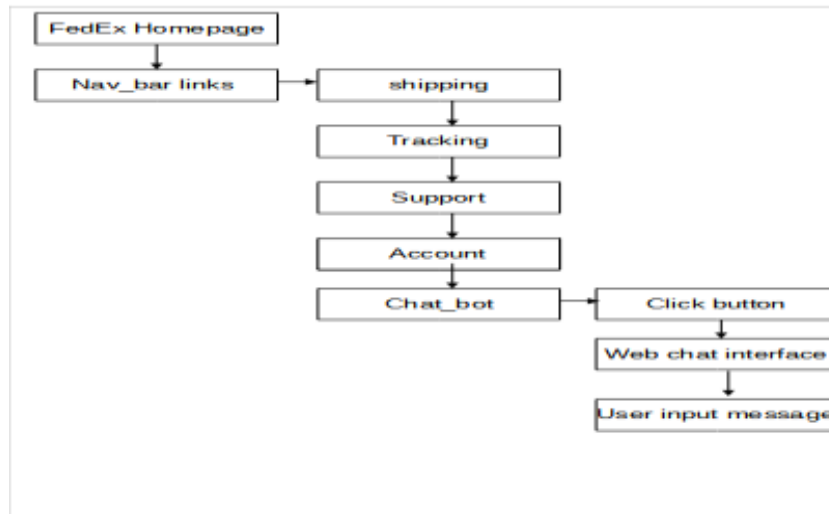 FedEx Homepage
Nav_bar links
shipping
Tracking
Support
Account
Chat_bot
Click button
Web chat interface
User input message